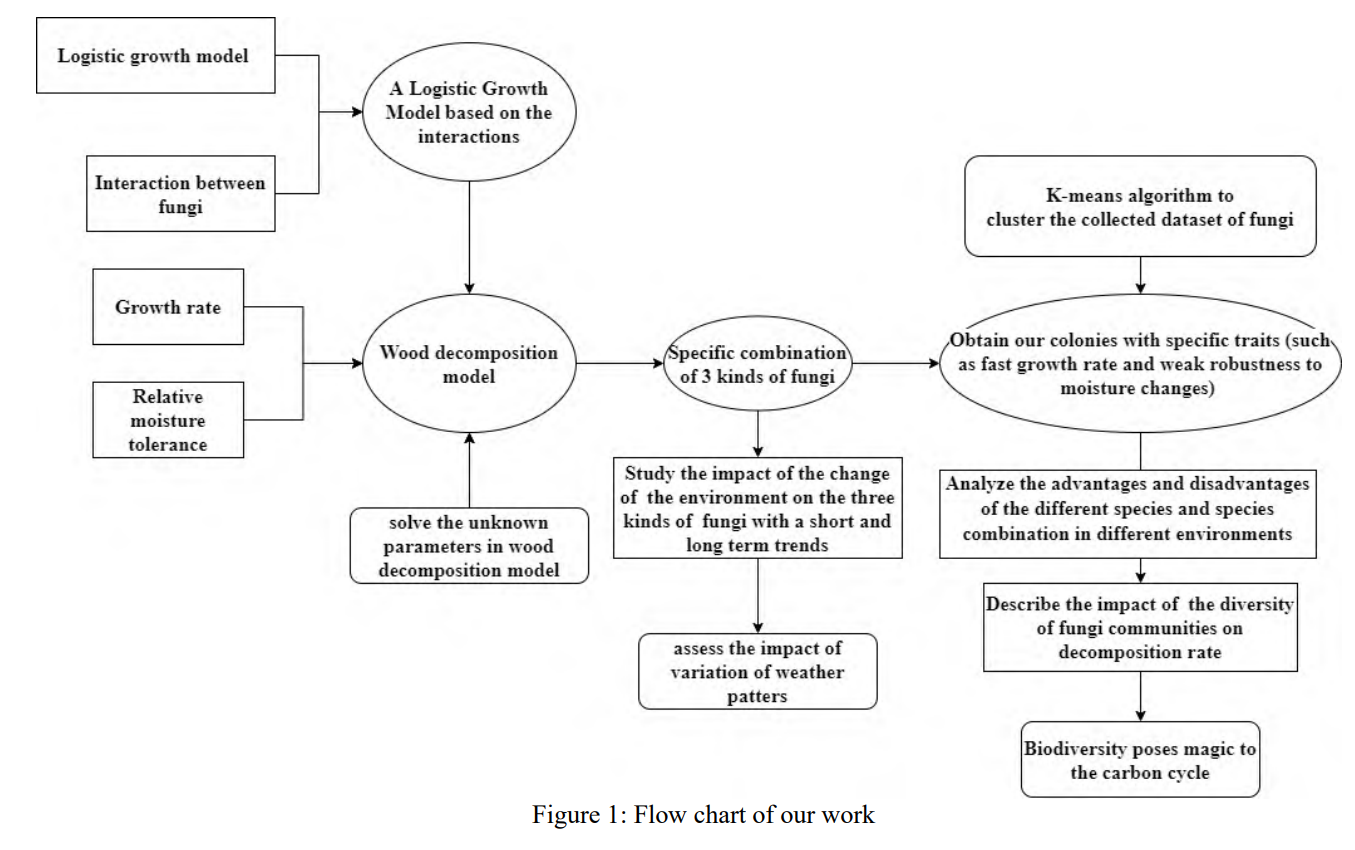 Logistic growth model
A Logistic Growth
Model based on the
interactions
Interaction between
fungi
Growth rate
Relative
moisture
tolerance
Wood decomposition
model
solve the unknown
parameters in wood
decomposition model
Specific combination
of 3 kinds of fungi
Study the impact of the change
of the environment on the three
kinds of fungi with a short and
long term trends
assess the impact of
variation of weather
patters
K-means algorithm to
cluster the collected dataset of fungi
Obtain our colonies with specific traits (such
as fast growth rate and weak robustness to
moisture changes)
Analyze the advantages and disadvantages
of the different species and species
combination in different environments
Describe the impact of the diversity
of fungi communities on
decomposition rate
Biodiversity poses magic to
the carbon cycle
Figure 1: Flow chart of our work